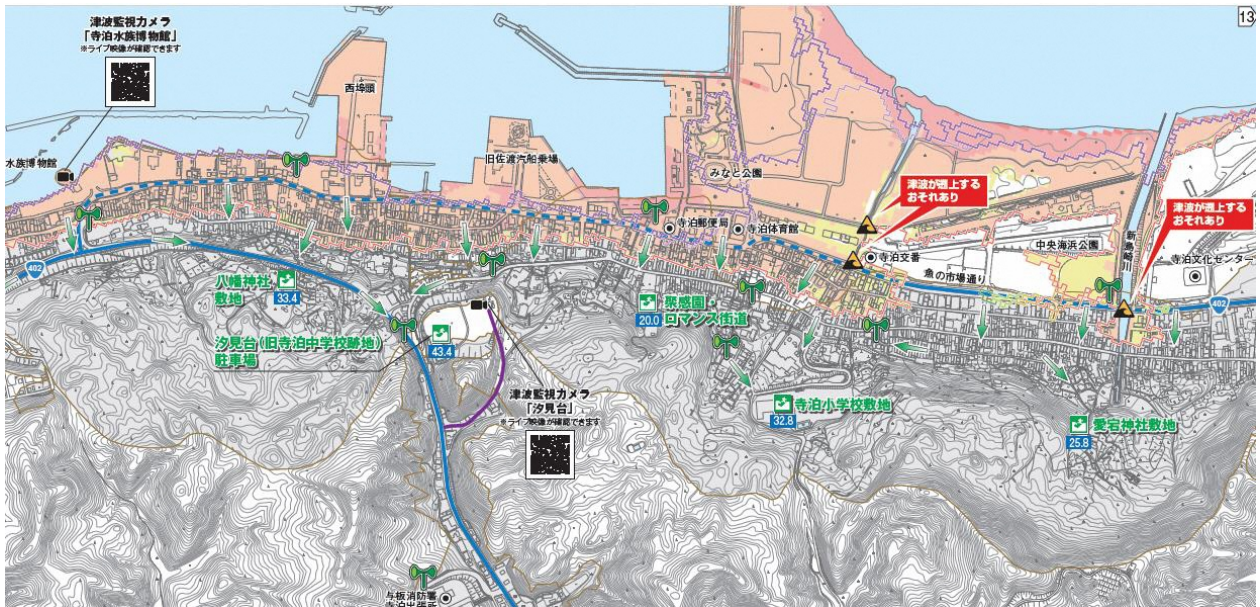 13
津波監視カメラ
「寺泊水族博物館」
※ライブ映像が確認できます
西埠頭
水族博物館
旧佐渡汽船乗場
みなと公園
津波が遡上する
おそれあり
津波が遡上する
おそれあり
寺泊郵便局
寺泊体育館
寺泊交番
中央海浜公園
新島崎川
寺泊文化センター
魚の市場通り
402
402
八幡神社
敷地
33.4
聚感園・
ロマンス街道
20.0
汐見台(旧寺泊中学校跡地)
駐車場
43.4
津波監視カメラ
「汐見台」
※ライブ映像が確認できます
寺泊小学校敷地
32.8
愛宕神社敷地
25.8
与板消防署
寺泊出張所